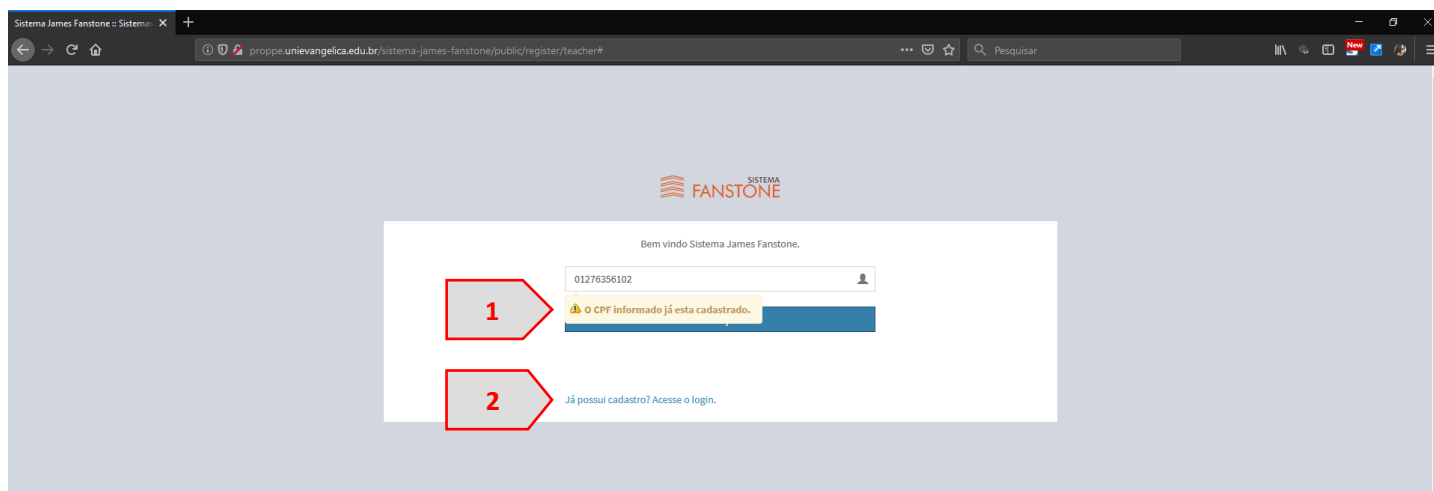 Sistema James Fanstone :: Sistemas
proppe.unievangelica.edu.br/sistema-james-fanstone/public/register/teacher#
Pesquisar
New
SISTEMA
FANSTONE
Bem vindo Sistema James Fanstone.
01276356102
1
O CPF informado já esta cadastrado.
2
Já possui cadastro? Acesse o login.